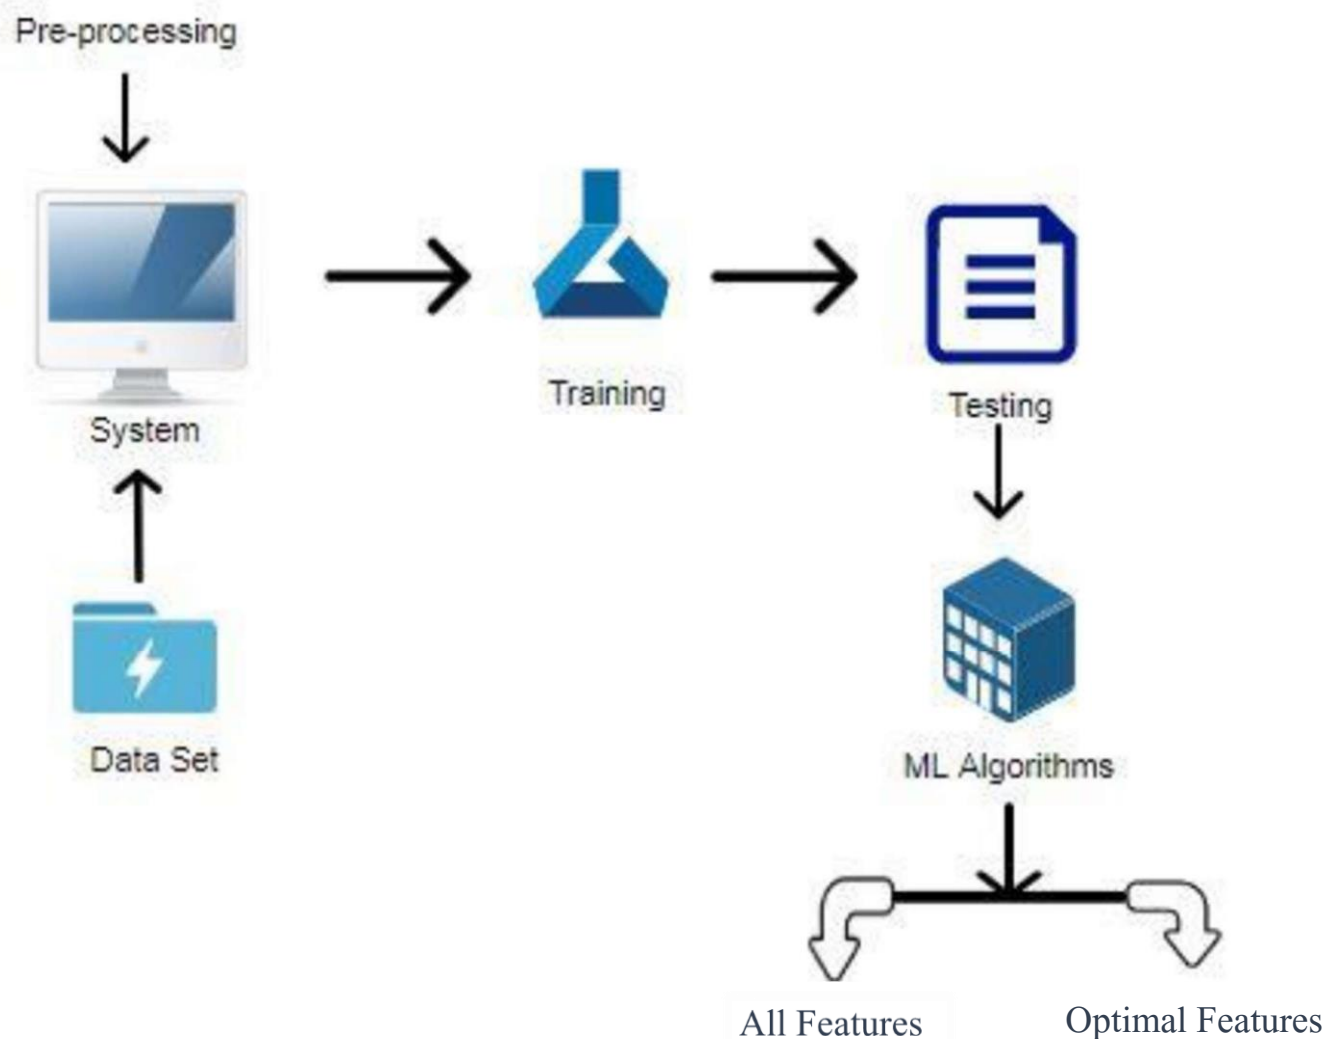 Pre-processing
System
Training
Testing
Data Set
ML Algorithms
All Features
Optimal Features